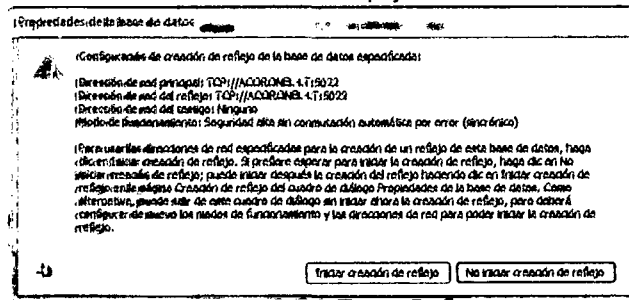 Propiedades de la base de datos
Configuración de creación de reflejo de la base de datos especificada:
Dirección de red principal: TCP://ACORONEL.1.T:5022
Dirección de red del reflejo: TCP://ACORONEL.1.T:5022
Dirección de red del testigo: Ninguno
Modo de funcionamiento: Seguridad alta sin conmutación automática por error (sincrónico)
Para usar las direcciones de red especificadas para la creación de un reflejo de esta base de datos, haga
clic en Iniciar creación de reflejo. Si prefiere esperar para iniciar la creación de reflejo, haga clic en No
iniciar creación de reflejo; puede iniciar después la creación del reflejo haciendo clic en Iniciar creación de
reflejo en la página Creación de reflejo del cuadro de diálogo Propiedades de la base de datos. Como
alternativa, puede salir de este cuadro de diálogo sin iniciar ahora la creación de reflejo, pero deberá
configurar de nuevo los modos de funcionamiento y las direcciones de red para poder iniciar la creación de
reflejo.
Iniciar creación de reflejo No iniciar creación de reflejo